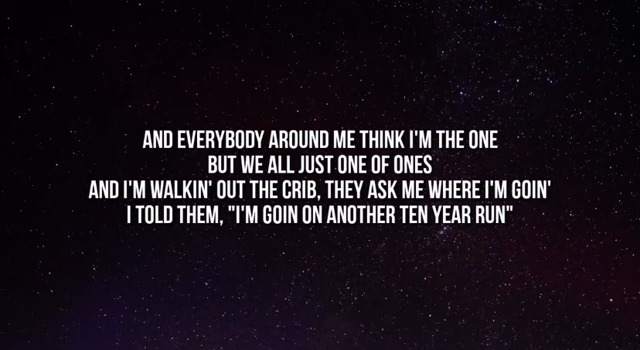 AND EVERYBODY AROUND ME THINK I'M THE ONE
BUT WE ALL JUST ONE OF ONES
AND I'M WALKIN' OUT THE CRIB, THEY ASK ME WHERE I'M GOIN'
I TOLD THEM, "I'M GOIN ON ANOTHER TEN YEAR RUN"